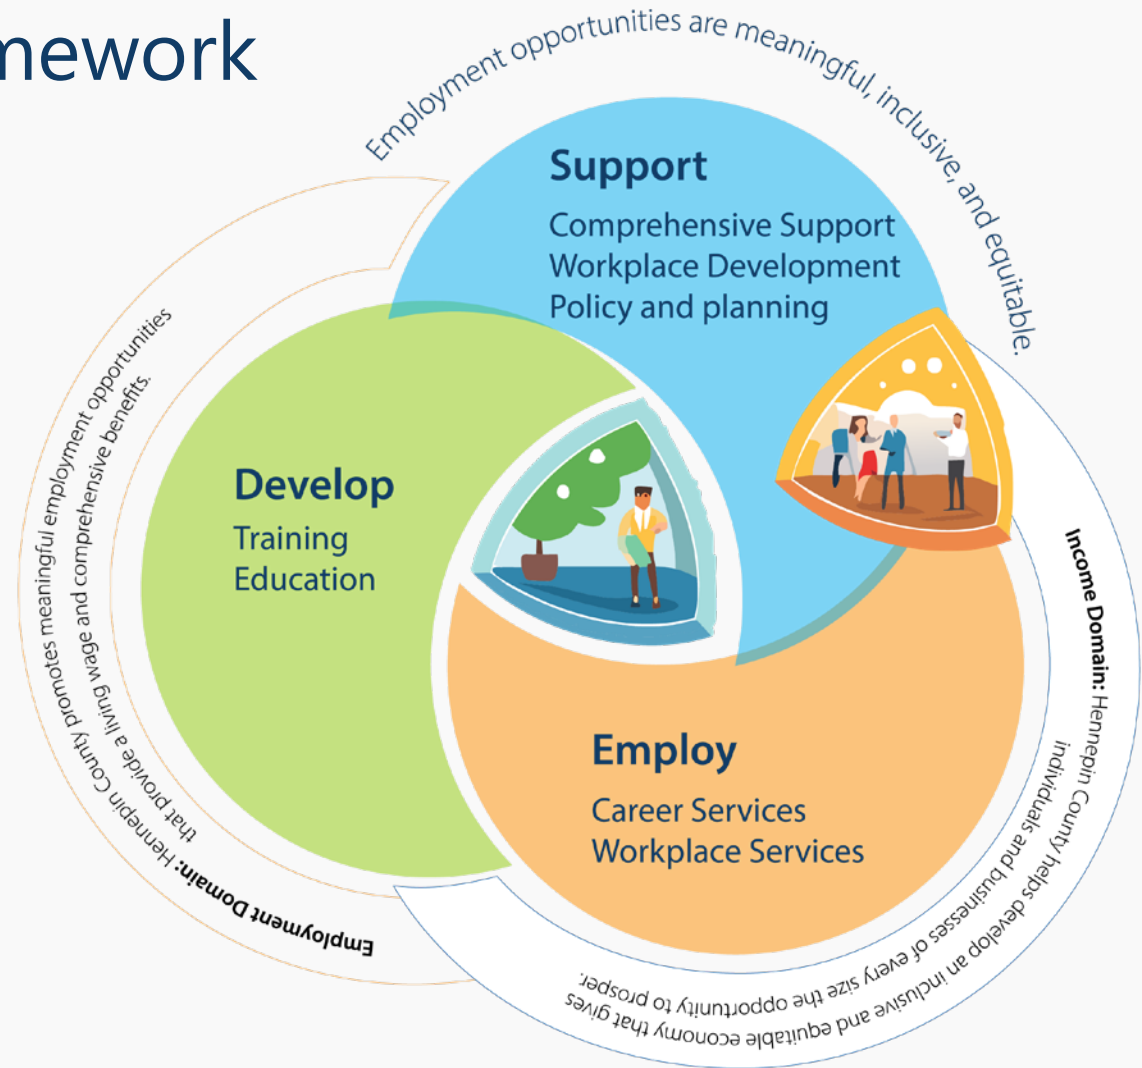 mework
Employment opportunities are meaningful, inclusive, and equitable.
Support
Comprehensive Support
Workplace Development
Policy and planning
Develop
Training
Education
Employ
Career Services
Workplace Services
Employment Domain: Hennepin County promotes meaningful employment opportunities
that provide a living wage and comprehensive benefits.
Income Domain: Hennepin County helps develop an inclusive and equitable economy that gives
individuals and businesses of every size the opportunity to prosper.